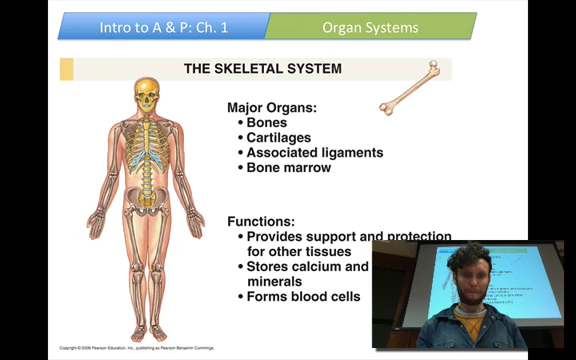 Intro to A & P: Ch. 1
Organ Systems
THE SKELETAL SYSTEM
Major Organs:
• Bones
• Cartilages
• Associated ligaments
• Bone marrow
Functions:
• Provides support and protection
for other tissues
• Stores calcium and
minerals
• Forms blood cells
Copyright © 2009 Pearson Education, Inc., publishing as Pearson Benjamin Cummings.